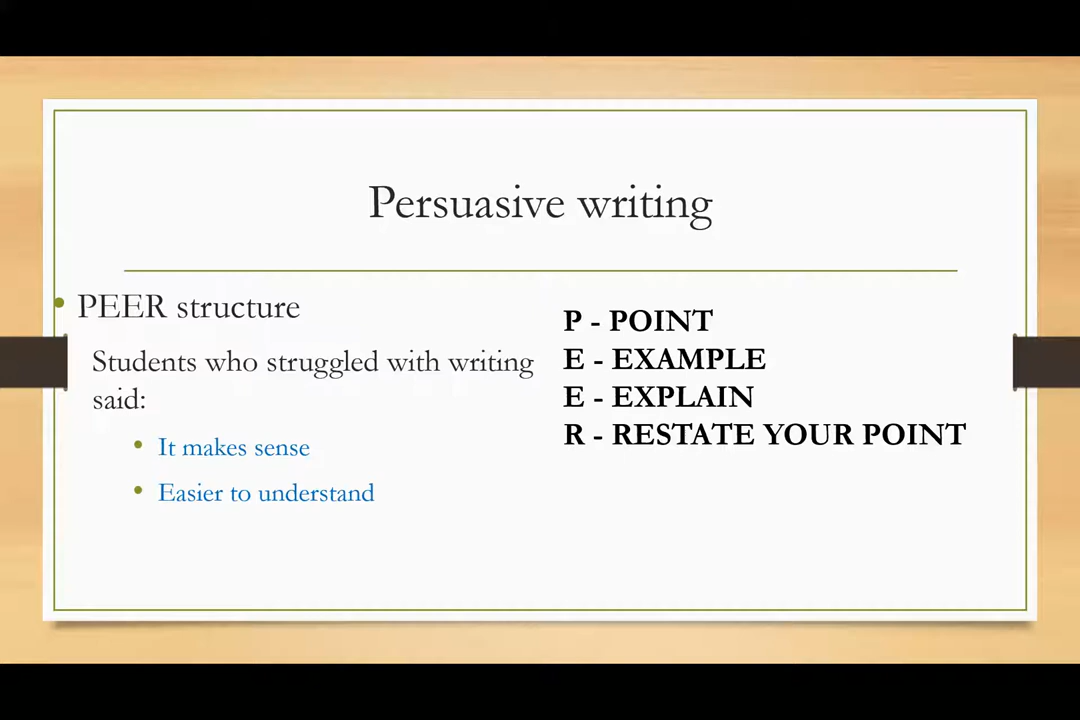 Persuasive writing
• PEER structure
Students who struggled with writing
said:
• It makes sense
• Easier to understand
P - POINT
E - EXAMPLE
E - EXPLAIN
R - RESTATE YOUR POINT